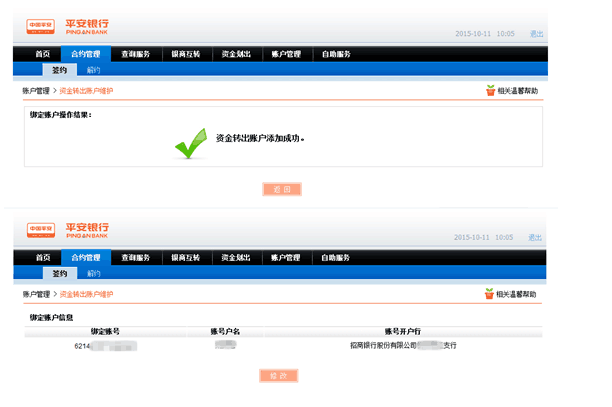 中国平安 平安银行
PINGAN BANK
2015-10-11 10:05 退出
首页 合约管理 查询服务 银商互转 资金划出 账户管理 自助服务
签约 解约
账户管理 > 资金转出账户维护 相关温馨帮助
绑定账户操作结果：
资金转出账户添加成功。
返 回
中国平安 平安银行
PINGAN BANK
2015-10-11 10:05 退出
首页 合约管理 查询服务 银商互转 资金划出 账户管理 自助服务
签约 解约
账户管理 > 资金转出账户维护 相关温馨帮助
绑定账户信息
绑定账号 账号户名 账号开户行
6214 招商银行股份有限公司 支行
修 改